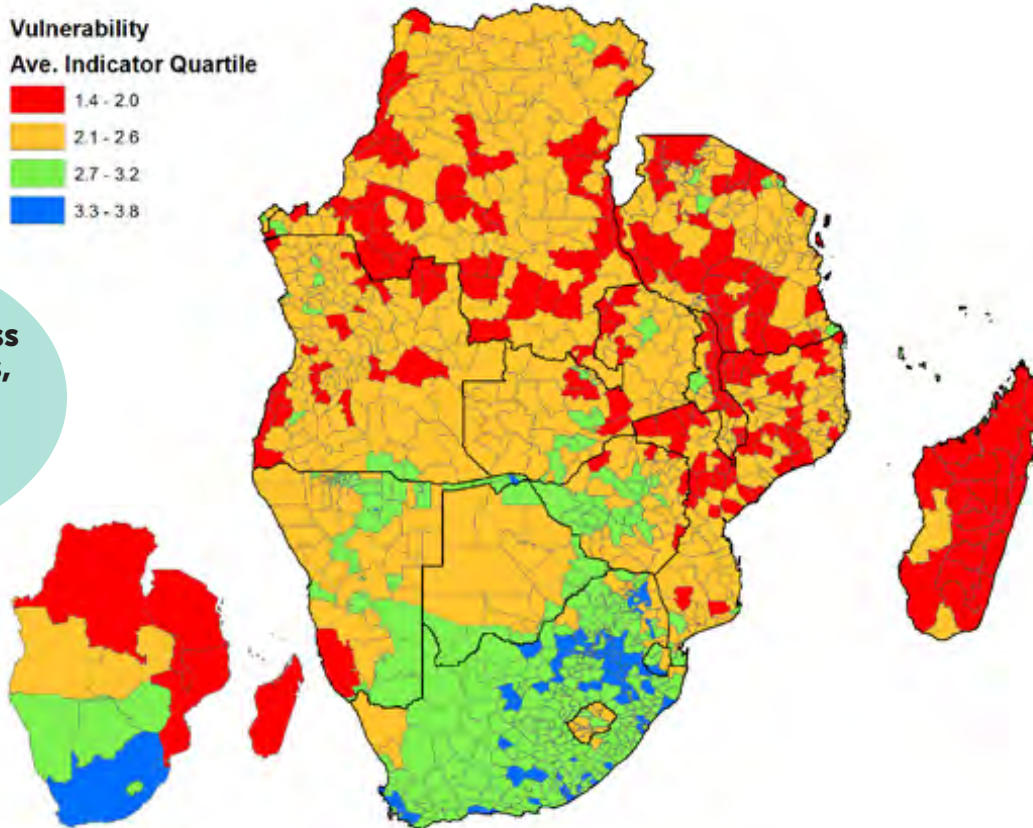 Vulnerability
Ave. Indicator Quartile
1.4 - 2.0
2.1 - 2.6
2.7 - 3.2
3.3 - 3.8